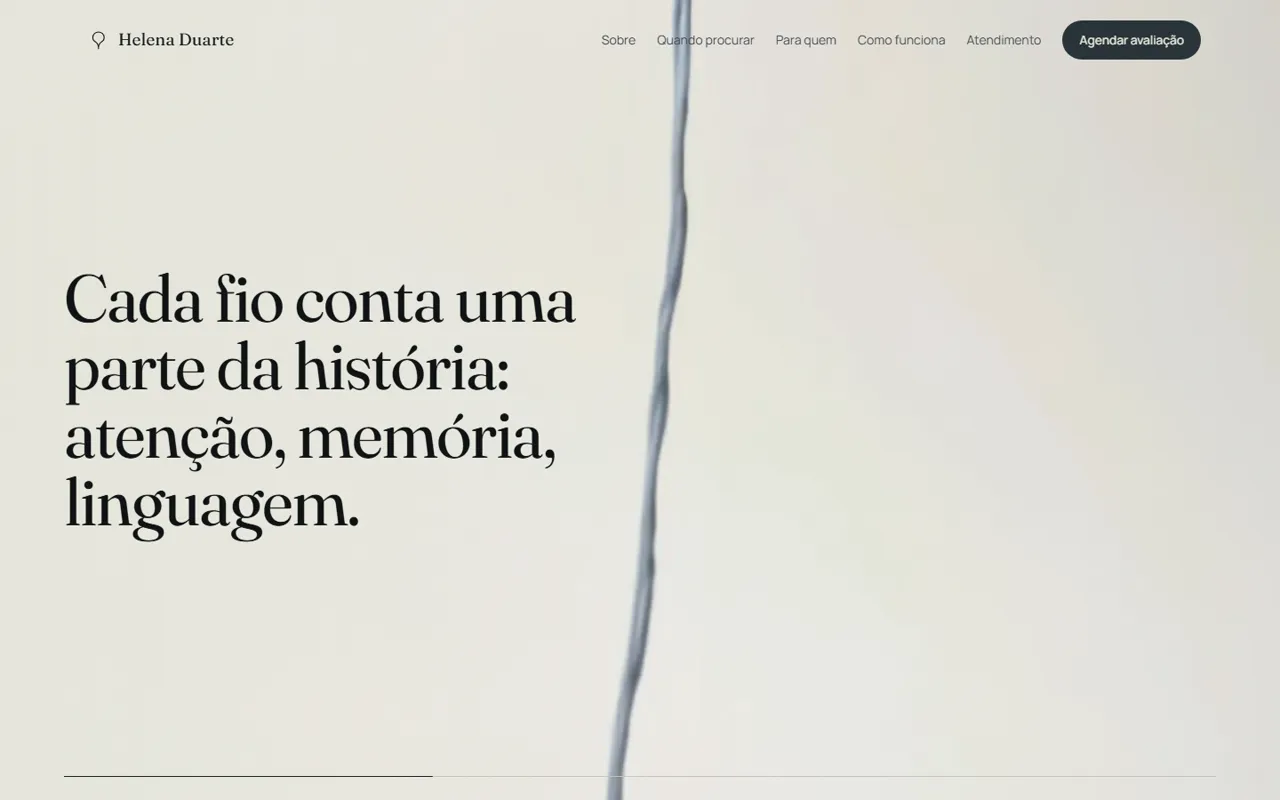 Helena Duarte
Sobre
Quando procurar
Para quem
Como funciona
Atendimento
Agendar avaliação
Cada fio conta uma
parte da história:
atenção, memória,
linguagem.